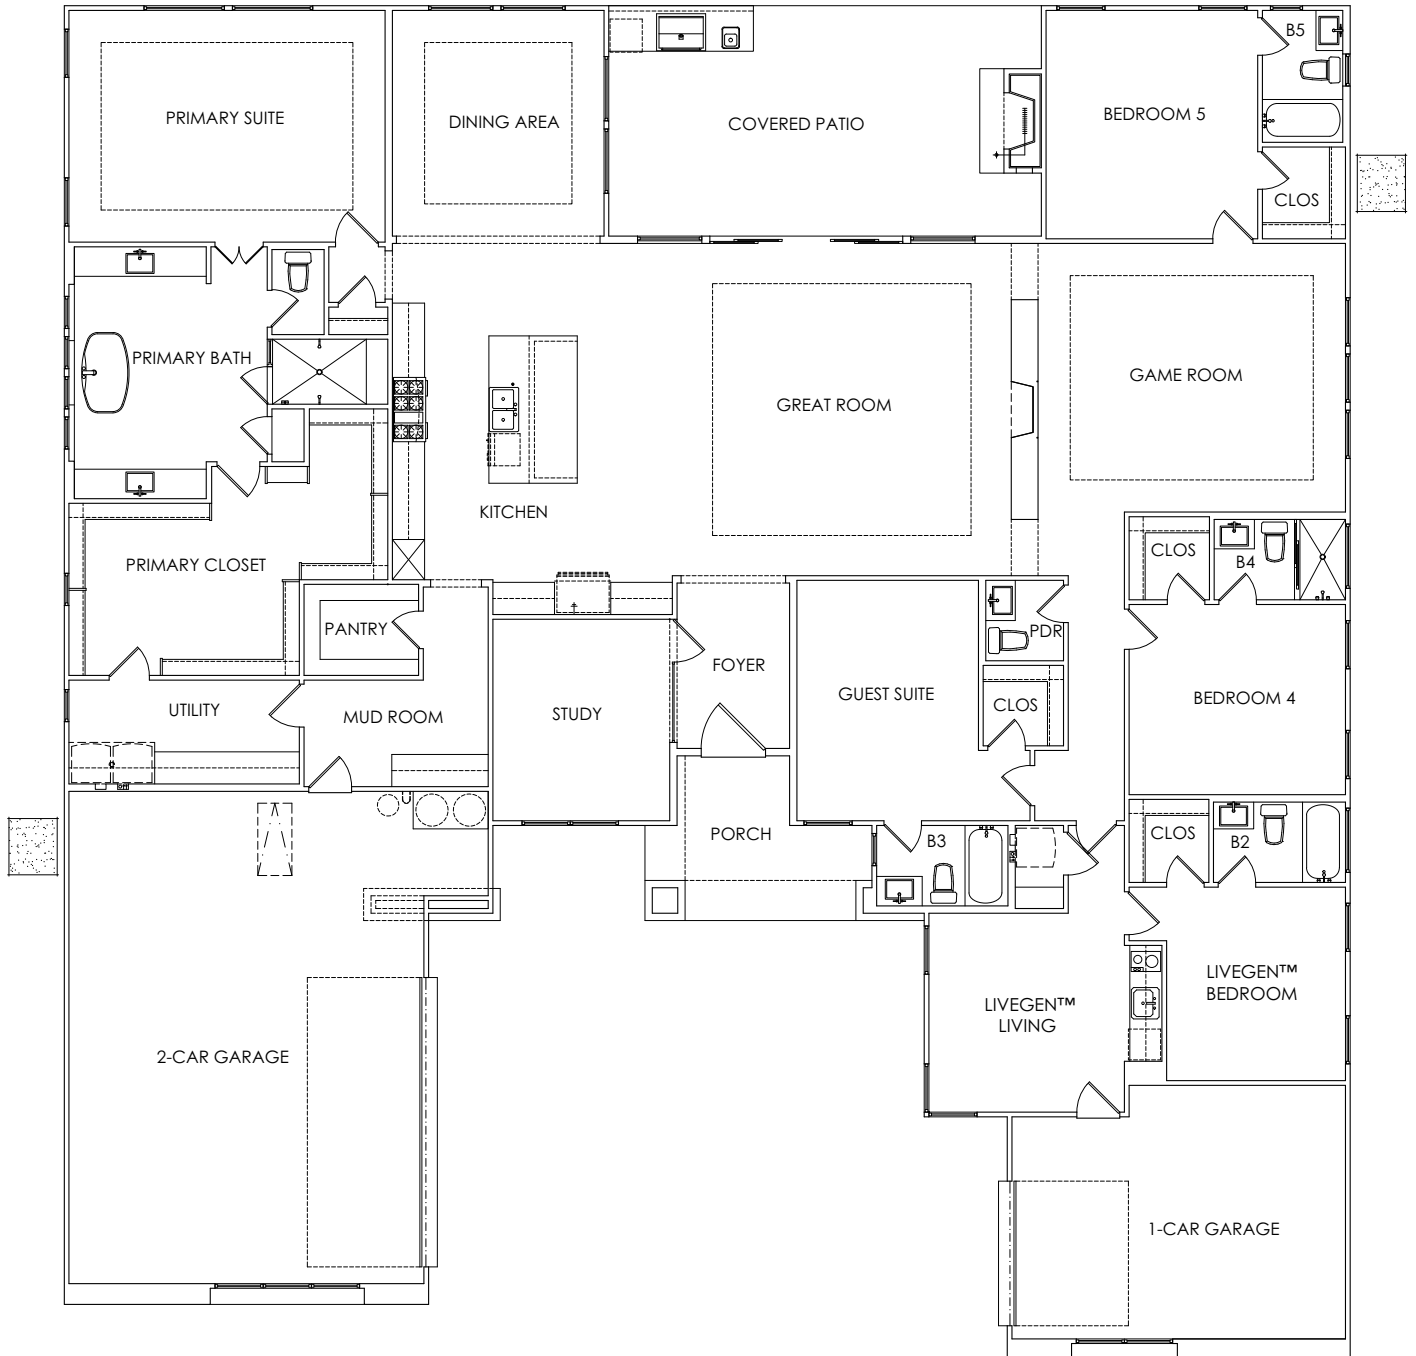 B5
PRIMARY SUITE
DINING AREA
COVERED PATIO
BEDROOM 5
CLOS
PRIMARY BATH
GAME ROOM
GREAT ROOM
KITCHEN
CLOS
B4
PRIMARY CLOSET
PANTRY
PDR
FOYER
GUEST SUITE
BEDROOM 4
CLOS
UTILITY
MUD ROOM
STUDY
PORCH
B3
CLOS
B2
LIVEGEN™
BEDROOM
LIVEGEN™
LIVING
2-CAR GARAGE
1-CAR GARAGE